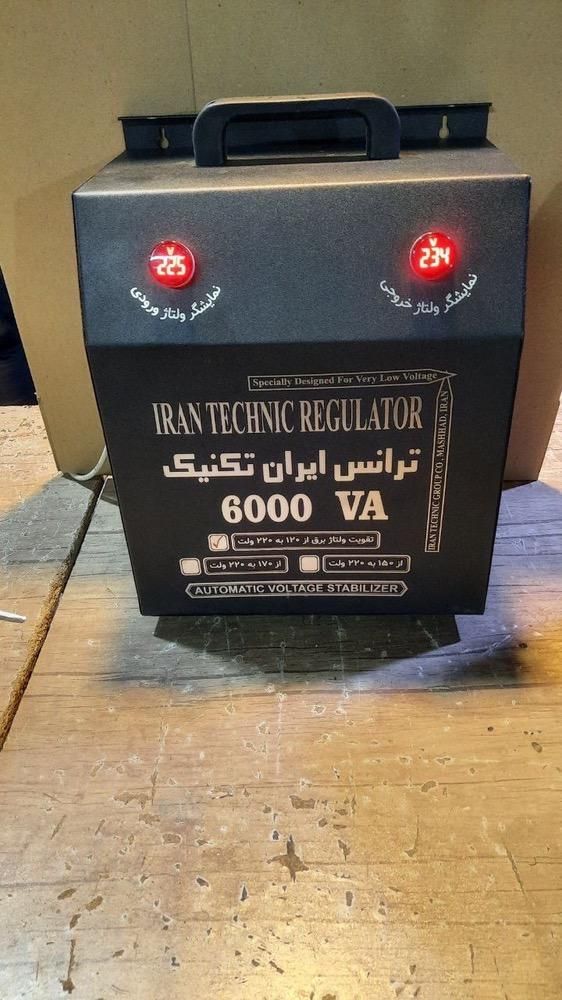 V
225
V
234
نمایشگر ولتاژ ورودی
نمایشگر ولتاژ خروجی
Specially Designed For Very Low Voltage
IRAN TECHNIC REGULATOR
ترانس ایران تکنیک
6000 VA
IRAN TECHNIC GROUP CO , MASHHAD, IRAN
تقویت ولتاژ برق از ۱۲۰ به ۲۲۰ ولت
از ۱۵۰ به ۲۲۰ ولت
از ۱۷۰ به ۲۲۰ ولت
AUTOMATIC VOLTAGE STABILIZER